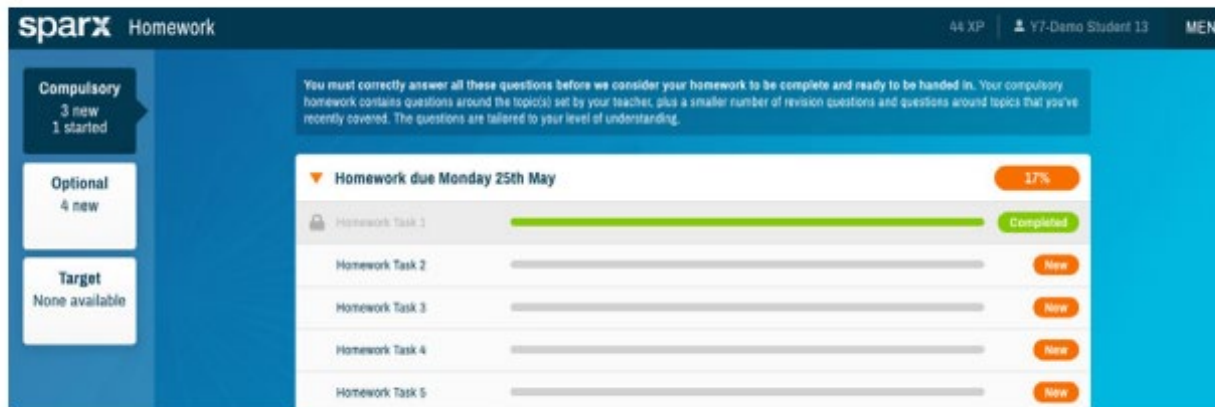 sparx Homework
44 XP
Y7-Demo Student 13
MEN
Compulsory
3 new
1 started
Optional
4 new
Target
None available
You must correctly answer all these questions before we consider your homework to be complete and ready to be handed in. Your compulsory
homework contains questions around the topic(s) set by your teacher, plus a smaller number of revision questions and questions around topics that you've
recently covered. The questions are tailored to your level of understanding.
Homework due Monday 25th May
17%
Homework Task 1
Completed
Homework Task 2
New
Homework Task 3
New
Homework Task 4
New
Homework Task 5
New